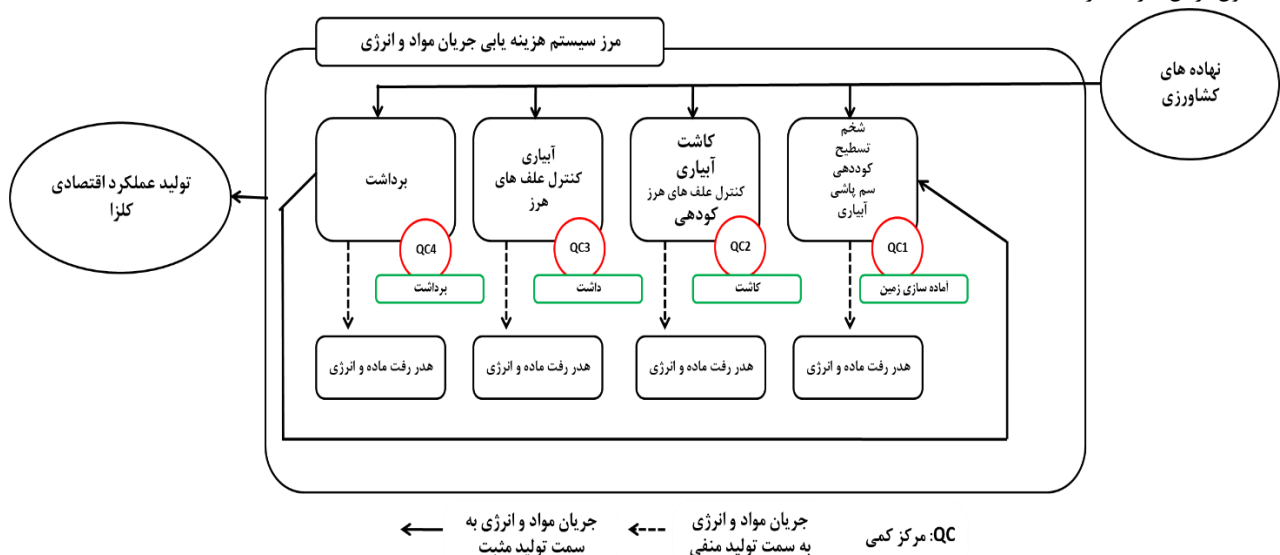 مرز سیستم هزینه یابی جریان مواد و انرژی
نهاده های
کشاورزی
شخم
تسطیح
کوددهی
سم پاشی
آبیاری
QC1
آماده سازی زمین
هدر رفت ماده و انرژی
کاشت
آبیاری
کنترل علف های هرز
کودهی
QC2
کاشت
هدر رفت ماده و انرژی
آبیاری
کنترل علف های
هرز
QC3
داشت
هدر رفت ماده و انرژی
برداشت
QC4
برداشت
هدر رفت ماده و انرژی
تولید عملکرد اقتصادی
کلزا
QC: مرکز کمی
جریان مواد و انرژی
به سمت تولید منفی
جریان مواد و انرژی به
سمت تولید مثبت